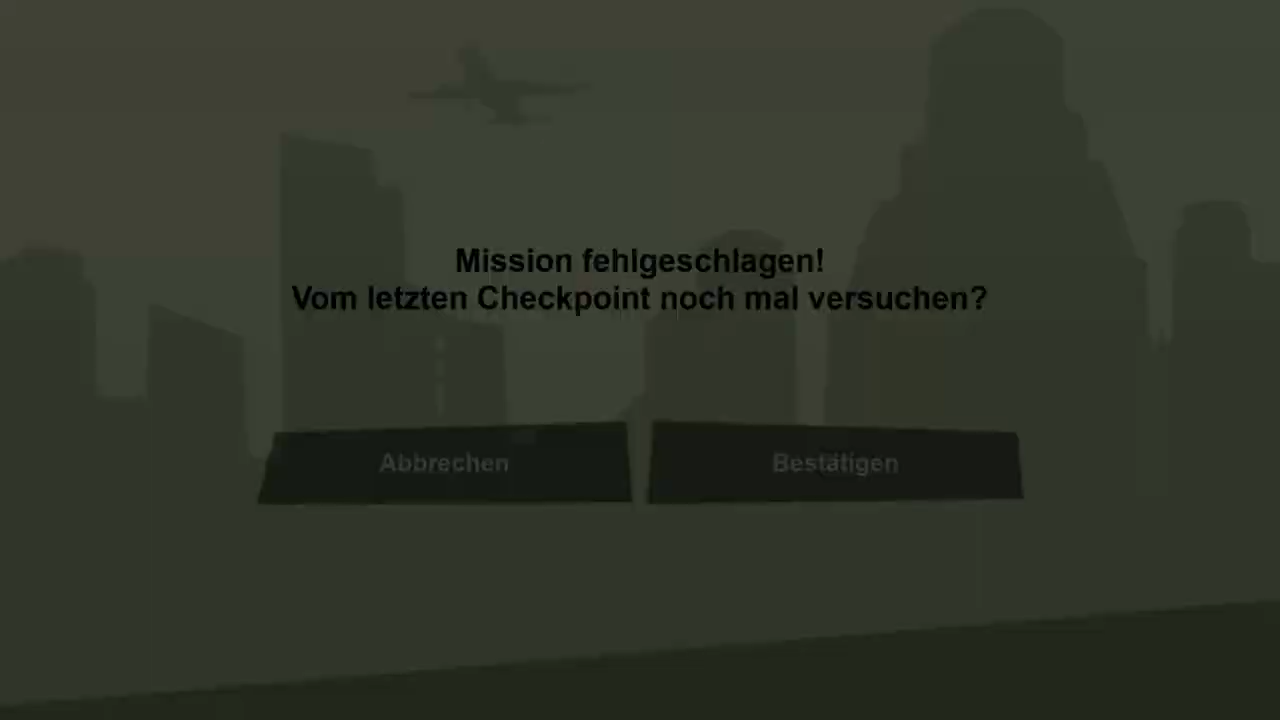 Mission fehlgeschlagen!
Vom letzten Checkpoint noch mal versuchen?
Abbrechen
Bestätigen